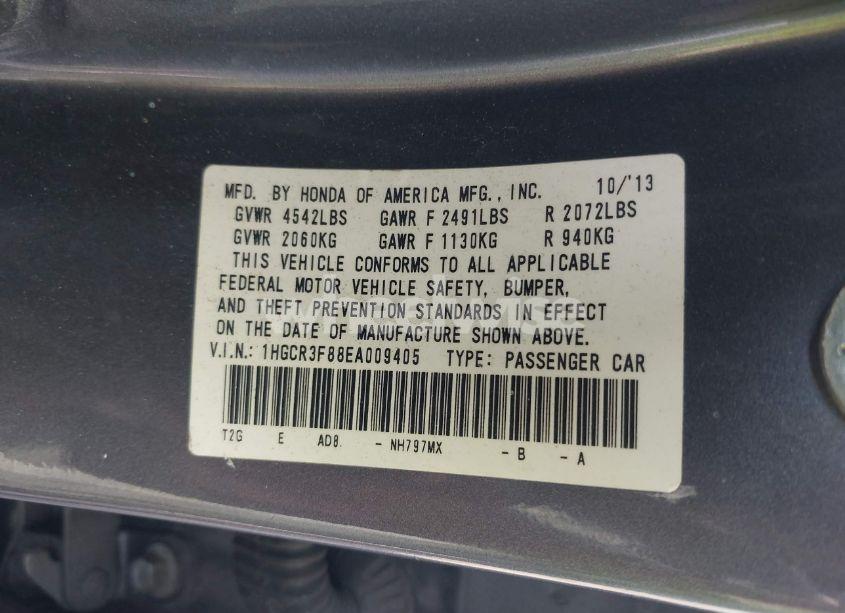 MFD. BY HONDA OF AMERICA MFG., INC. 10/'13
GVWR 4542LBS GAWR F 2491LBS R 2072LBS
GVWR 2060KG GAWR F 1130KG R 940KG
THIS VEHICLE CONFORMS TO ALL APPLICABLE
FEDERAL MOTOR VEHICLE SAFETY, BUMPER,
AND THEFT PREVENTION STANDARDS IN EFFECT
ON THE DATE OF MANUFACTURE SHOWN ABOVE.
V.I.N.: 1HGCR3F88EA009405 TYPE: PASSENGER CAR
T2G E AD8 - NH797MX - B - A